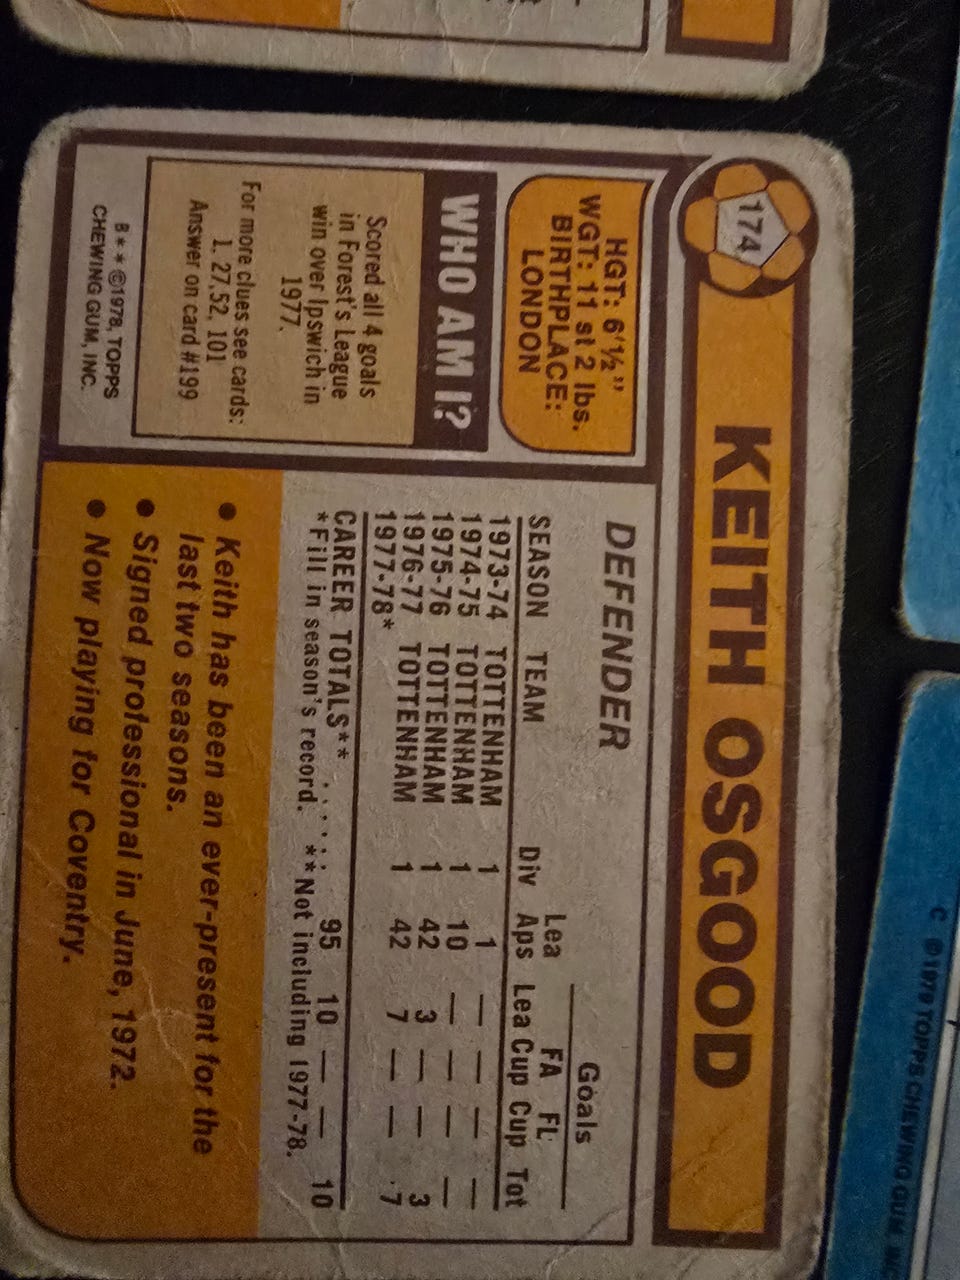 174
KEITH OSGOOD
HGT: 6'1½"
WGT: 11 st 2 lbs.
BIRTHPLACE:
LONDON
WHO AM I?
Scored all 4 goals
in Forest's League
win over Ipswich in
1977.
For more clues see cards:
1. 27, 52, 101
Answer on card #199
B**©1978, TOPPS
CHEWING GUM, INC.
DEFENDER
Goals
Lea FA FL
SEASON TEAM Div Aps Lea Cup Cup Tot
1973-74 TOTTENHAM 1 1 — — — —
1974-75 TOTTENHAM 1 10 — — — —
1975-76 TOTTENHAM 1 42 3 — — 3
1976-77 TOTTENHAM 1 42 7 — — 7
1977-78*
CAREER TOTALS** ...... 95 10 — — 10
*Fill in season's record. **Not including 1977-78.
● Keith has been an ever-present for the
last two seasons.
● Signed professional in June, 1972.
● Now playing for Coventry.
C ©1979 TOPPS CHEWING GUM,